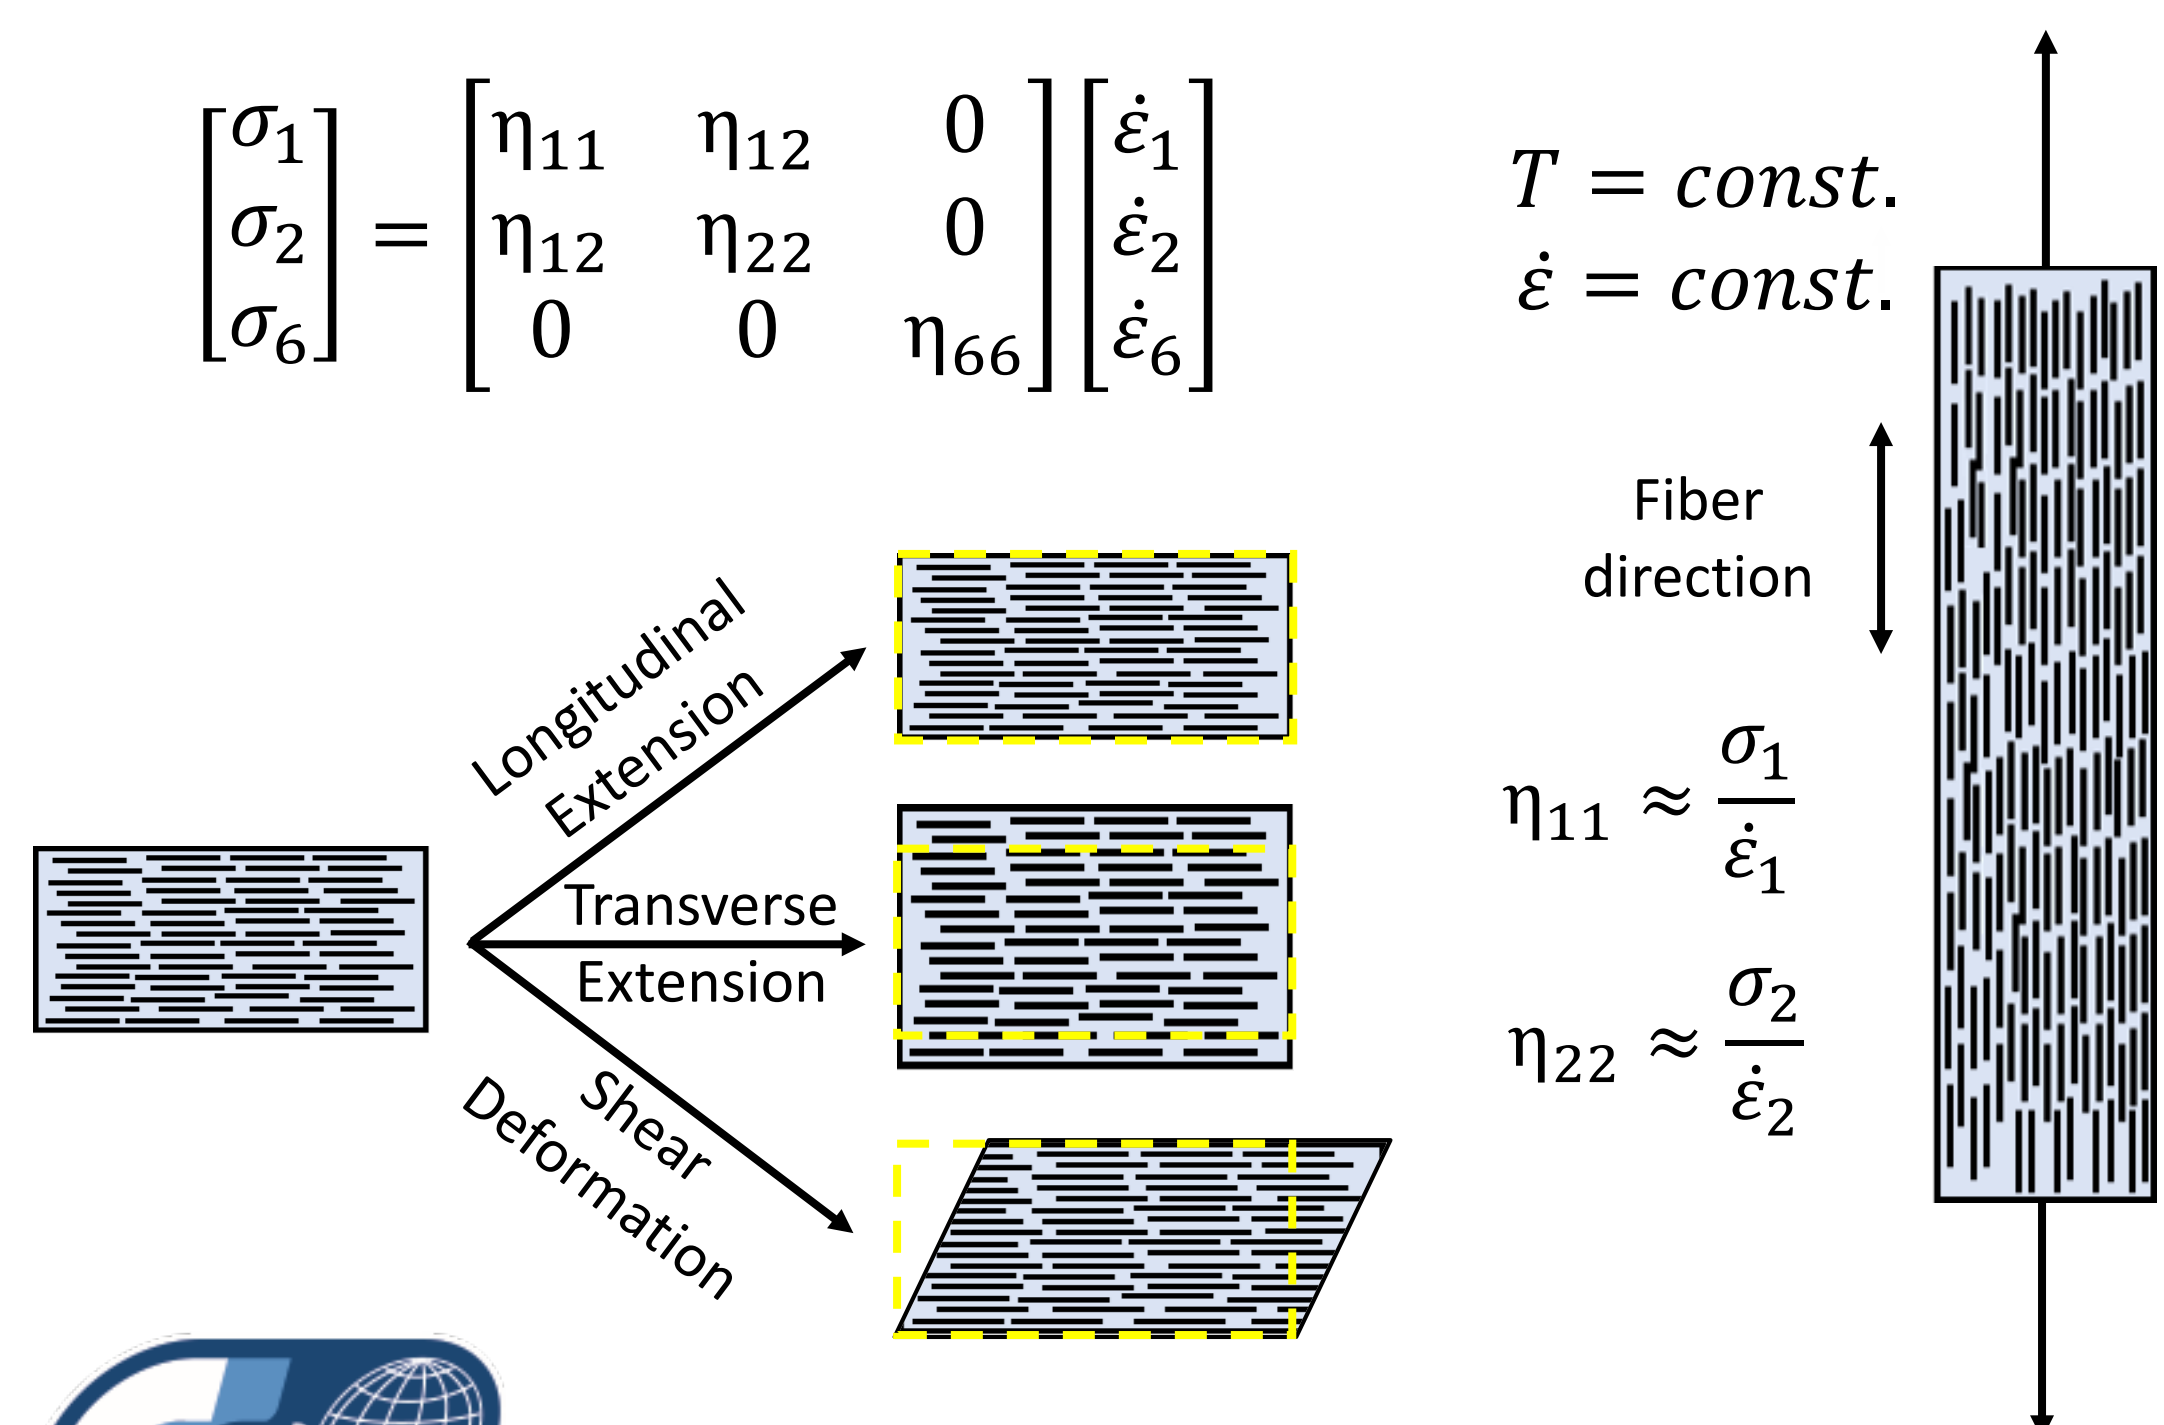 [σ₁ σ₂ σ₆] = [η₁₁ η₁₂ 0; η₁₂ η₂₂ 0; 0 0 η₆₆] [ε̇₁ ε̇₂ ε̇₆]
T = const.
ε̇ = const.
Fiber
direction
Longitudinal
Extension
Transverse
Extension
Shear
Deformation
η₁₁ ≈ σ₁/ε̇₁
η₂₂ ≈ σ₂/ε̇₂